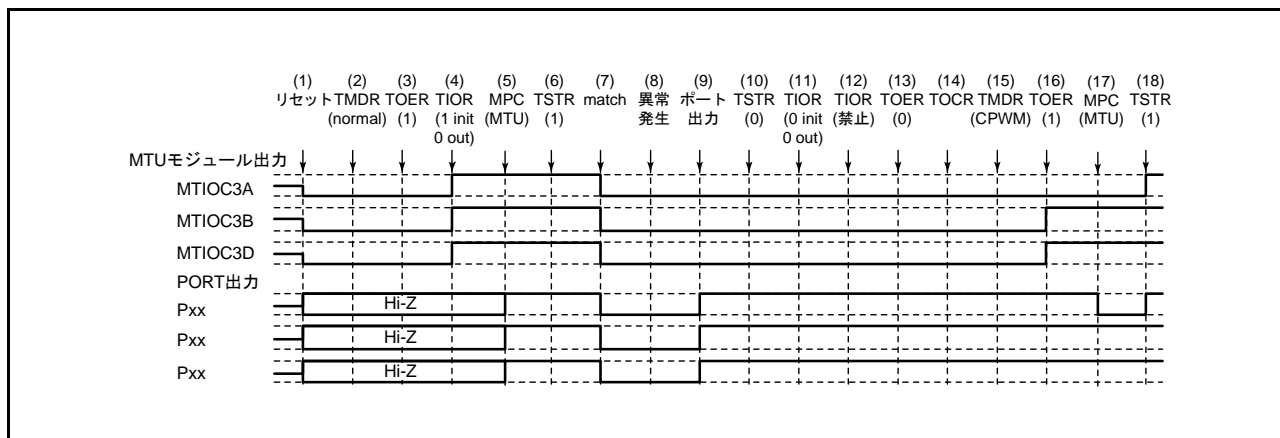 (1) (2) (3) (4) (5) (6) (7) (8) (9) (10) (11) (12) (13) (14) (15) (16) (17) (18)
リセット TMDR TOER TIOR MPC TSTR match 異常 ポート TSTR TIOR TIOR TOER TOCR TMDR TOER MPC TSTR
(normal) (1) (1 init (MTU) (1) 発生 出力 (0) (0 init (禁止) (0) (CPWM) (1) (MTU) (1)
0 out) 0 out)
MTUモジュール出力
MTIOC3A
MTIOC3B
MTIOC3D
PORT出力
Pxx Hi-Z
Pxx Hi-Z
Pxx Hi-Z